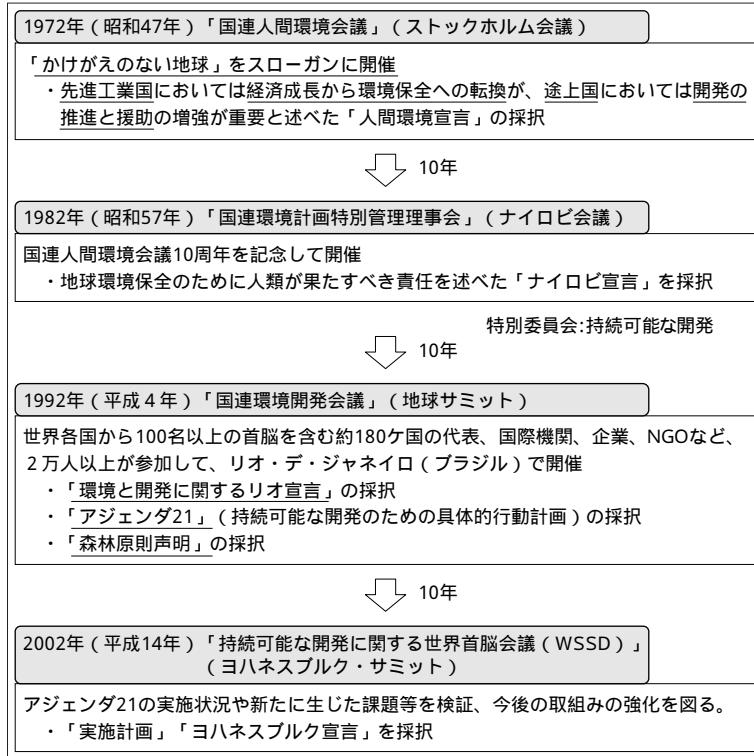 1972年（昭和47年）「国連人間環境会議」（ストックホルム会議）
「かけがえのない地球」をスローガンに開催
・先進工業国においては経済成長から環境保全への転換が、途上国においては開発の
推進と援助の増強が重要と述べた「人間環境宣言」の採択
10年
1982年（昭和57年）「国連環境計画特別管理理事会」（ナイロビ会議）
国連人間環境会議10周年を記念して開催
・地球環境保全のために人類が果たすべき責任を述べた「ナイロビ宣言」を採択
特別委員会:持続可能な開発
10年
1992年（平成４年）「国連環境開発会議」（地球サミット）
世界各国から100名以上の首脳を含む約180ケ国の代表、国際機関、企業、NGOなど、
２万人以上が参加して、リオ・デ・ジャネイロ（ブラジル）で開催
・「環境と開発に関するリオ宣言」の採択
・「アジェンダ21」（持続可能な開発のための具体的行動計画）の採択
・「森林原則声明」の採択
10年
2002年（平成14年）「持続可能な開発に関する世界首脳会議（WSSD）」
（ヨハネスブルク・サミット）
アジェンダ21の実施状況や新たに生じた課題等を検証、今後の取組みの強化を図る。
・「実施計画」「ヨハネスブルク宣言」を採択